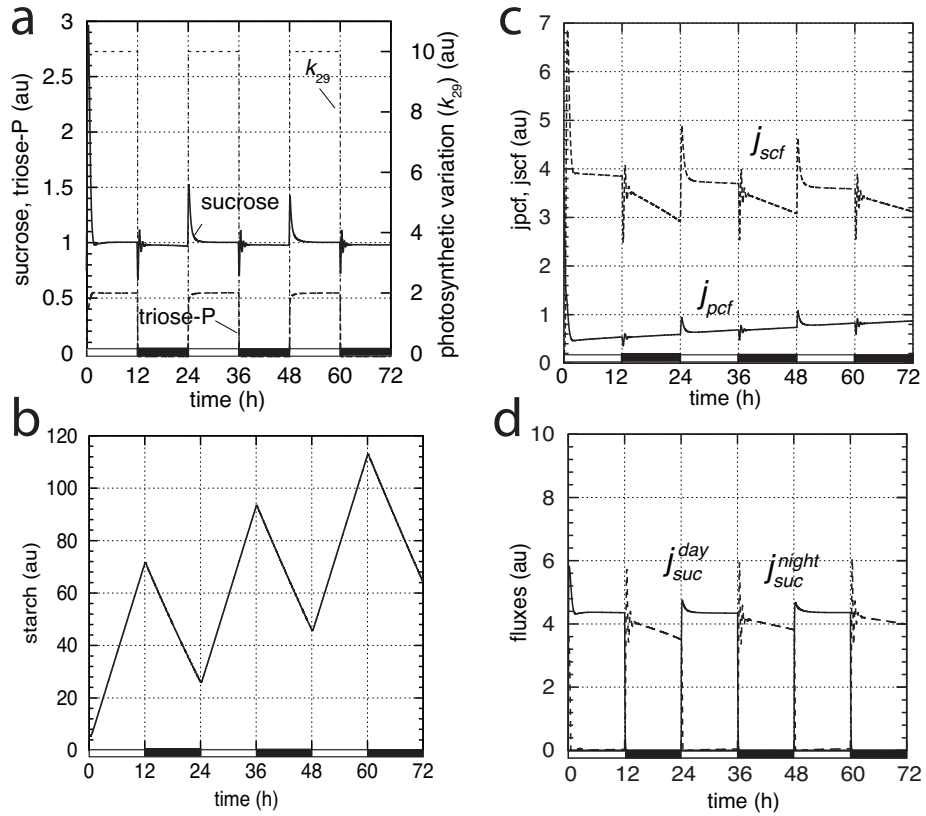 a
3
2.5
2
1.5
1
0.5
0
sucrose, triose-P (au)
10
8
6
4
2
0
photosynthetic variation (k29)
k29
sucrose
triose-P
0 12 24 36 48 60 72
time (h)
c
7
6
5
4
3
2
1
0
jpcf, jscf (au)
jscf
jpcf
0 12 24 36 48 60 72
time (h)
b
120
100
80
60
40
20
0
starch (au)
0 12 24 36 48 60 72
time (h)
d
10
8
6
4
2
0
fluxes (au)
j day suc
j night suc
0 12 24 36 48 60 72
time (h)